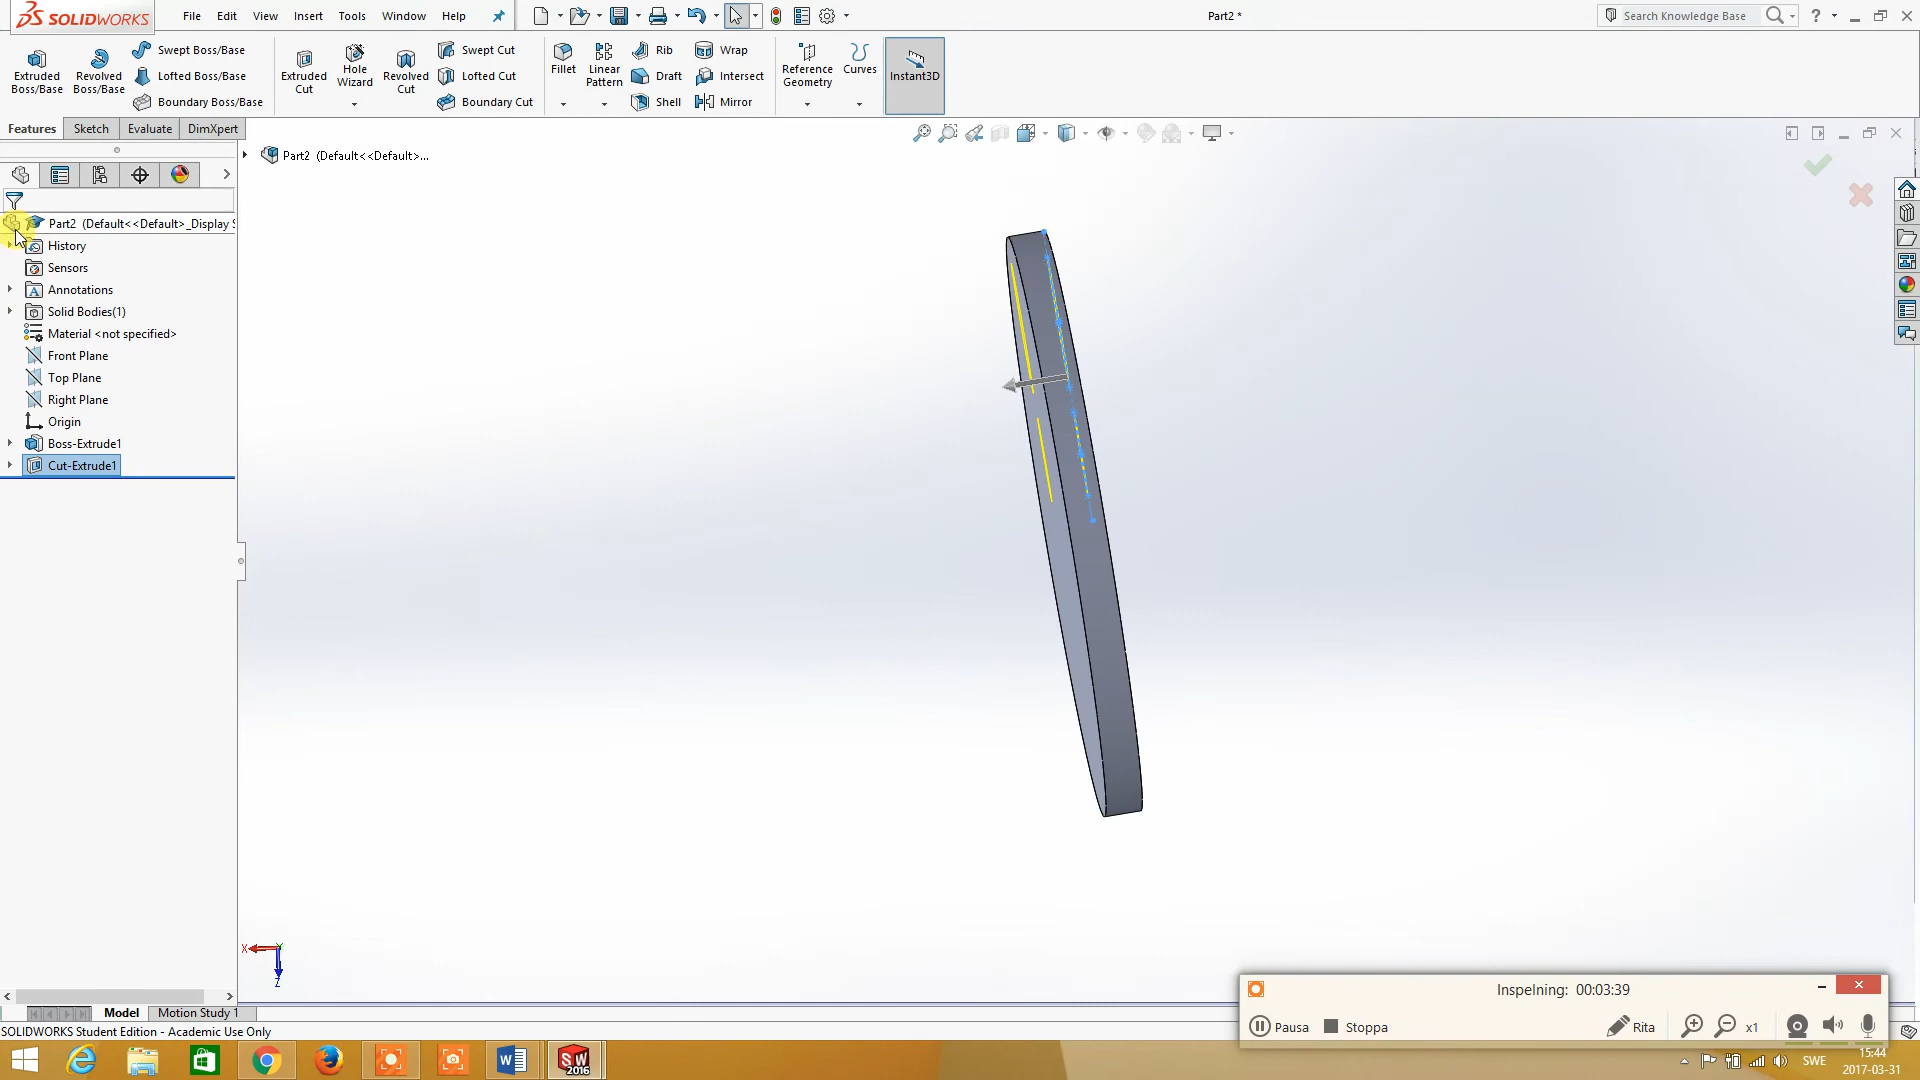 SOLIDWORKS
File Edit View Insert Tools Window Help
Part2 *
Search Knowledge Base
Extruded Boss/Base
Revolved Boss/Base
Swept Boss/Base
Lofted Boss/Base
Boundary Boss/Base
Extruded Cut
Hole Wizard
Revolved Cut
Swept Cut
Lofted Cut
Boundary Cut
Fillet
Linear Pattern
Rib
Draft
Shell
Wrap
Intersect
Mirror
Reference Geometry
Curves
Instant3D
Features Sketch Evaluate DimXpert
Part2 (Default<<Default>...
Part2 (Default<<Default>_Display S
History
Sensors
Annotations
Solid Bodies(1)
Material <not specified>
Front Plane
Top Plane
Right Plane
Origin
Boss-Extrude1
Cut-Extrude1
X
Y
Z
Model Motion Study 1
SOLIDWORKS Student Edition - Academic Use Only
Inspelning: 00:03:39
Pausa Stoppa Rita x1
SW 2016
SWE
15:44
2017-03-31